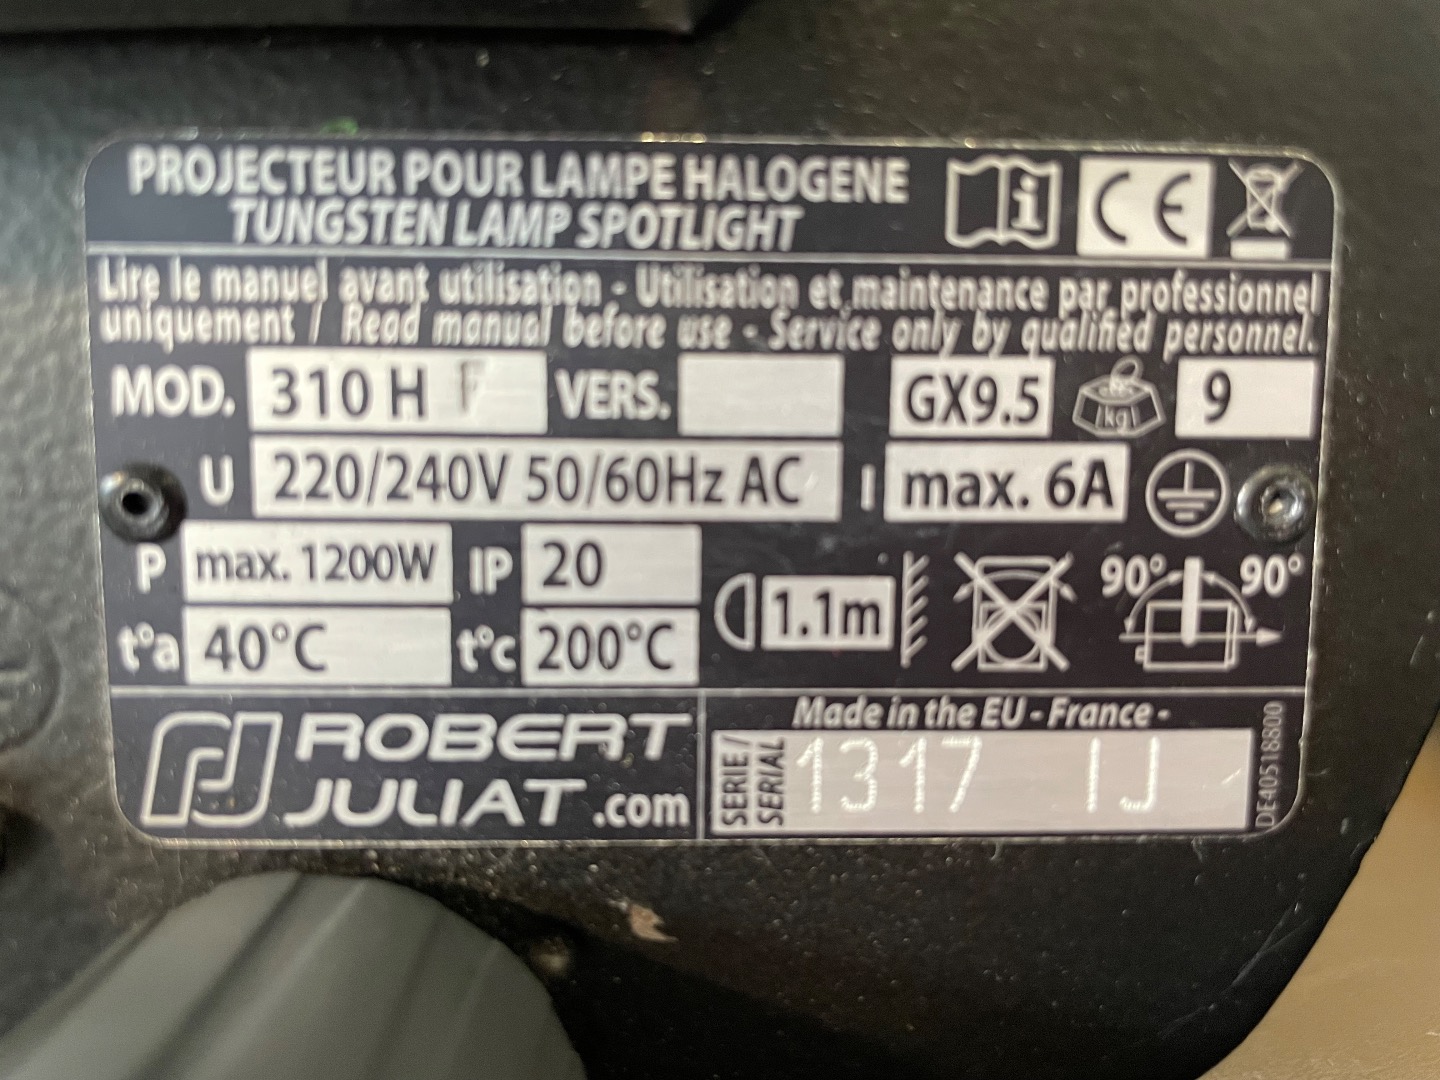 PROJECTEUR POUR LAMPE HALOGENE
TUNGSTEN LAMP SPOTLIGHT
i CE
Lire le manuel avant utilisation - Utilisation et maintenance par professionnel
uniquement / Read manual before use - Service only by qualified personnel.
MOD. 310 H F VERS. GX9.5 kg 9
U 220/240V 50/60Hz AC I max. 6A
P max. 1200W IP 20
1.1m 90° 90°
t°a 40°C t°c 200°C
ROBERT
JULIAT .com
Made in the EU - France -
SERIE /
SERIAL
1317 IJ
DE40518800